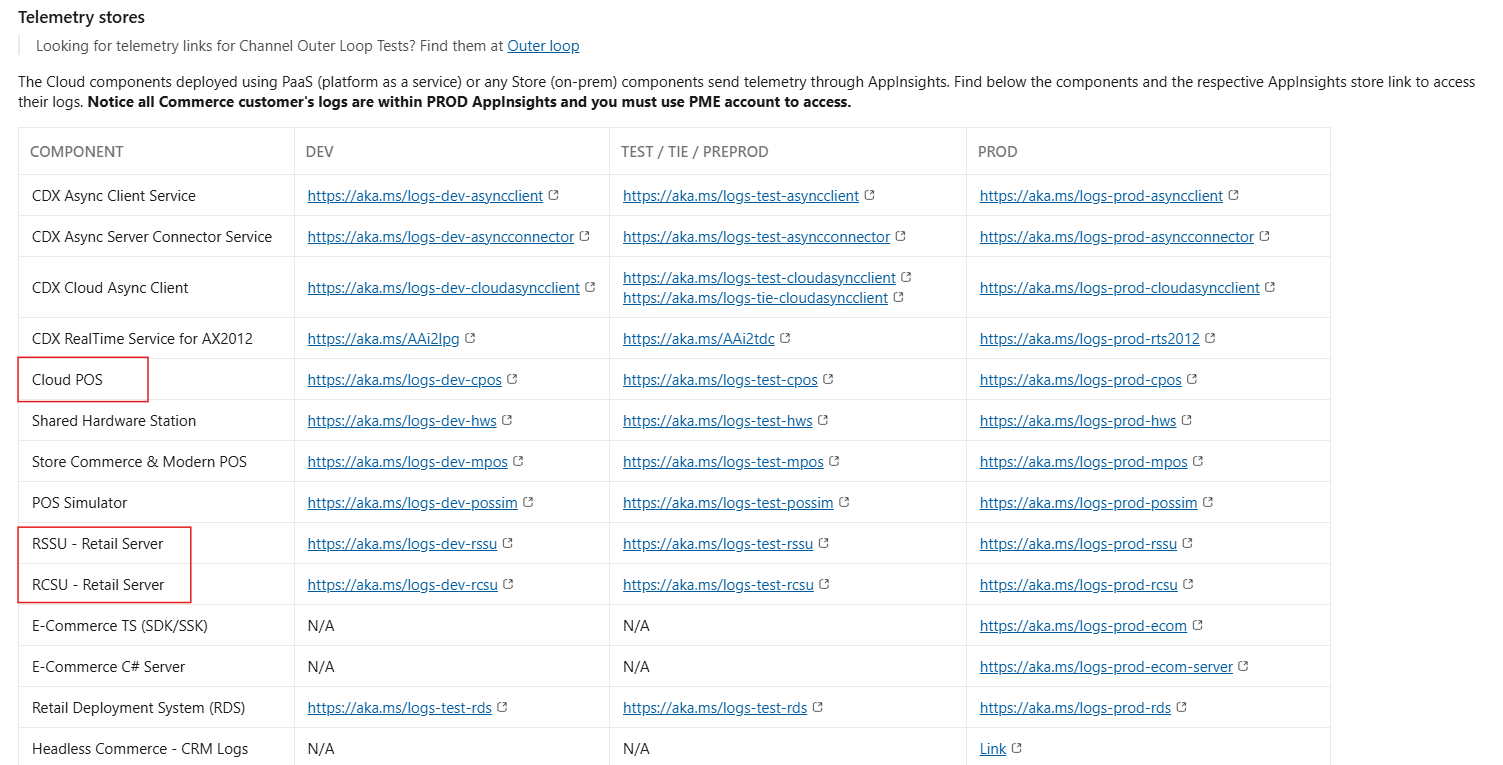 Telemetry stores
Looking for telemetry links for Channel Outer Loop Tests? Find them at Outer loop
The Cloud components deployed using PaaS (platform as a service) or any Store (on-prem) components send telemetry through AppInsights. Find below the components and the respective AppInsights store link to access
their logs. Notice all Commerce customer's logs are within PROD AppInsights and you must use PME account to access.
COMPONENT DEV TEST / TIE / PREPROD PROD
CDX Async Client Service https://aka.ms/logs-dev-asyncclient https://aka.ms/logs-test-asyncclient https://aka.ms/logs-prod-asyncclient
CDX Async Server Connector Service https://aka.ms/logs-dev-asyncconnector https://aka.ms/logs-test-asyncconnector https://aka.ms/logs-prod-asyncconnector
CDX Cloud Async Client https://aka.ms/logs-dev-cloudasyncclient https://aka.ms/logs-test-cloudasyncclient https://aka.ms/logs-prod-cloudasyncclient
https://aka.ms/logs-tie-cloudasyncclient
CDX RealTime Service for AX2012 https://aka.ms/AAi2lpg https://aka.ms/AAi2tdc https://aka.ms/logs-prod-rts2012
Cloud POS https://aka.ms/logs-dev-cpos https://aka.ms/logs-test-cpos https://aka.ms/logs-prod-cpos
Shared Hardware Station https://aka.ms/logs-dev-hws https://aka.ms/logs-test-hws https://aka.ms/logs-prod-hws
Store Commerce & Modern POS https://aka.ms/logs-dev-mpos https://aka.ms/logs-test-mpos https://aka.ms/logs-prod-mpos
POS Simulator https://aka.ms/logs-dev-possim https://aka.ms/logs-test-possim https://aka.ms/logs-prod-possim
RSSU - Retail Server https://aka.ms/logs-dev-rssu https://aka.ms/logs-test-rssu https://aka.ms/logs-prod-rssu
RCSU - Retail Server https://aka.ms/logs-dev-rcsu https://aka.ms/logs-test-rcsu https://aka.ms/logs-prod-rcsu
E-Commerce TS (SDK/SSK) N/A N/A https://aka.ms/logs-prod-ecom
E-Commerce C# Server N/A N/A https://aka.ms/logs-prod-ecom-server
Retail Deployment System (RDS) https://aka.ms/logs-test-rds https://aka.ms/logs-test-rds https://aka.ms/logs-prod-rds
Headless Commerce - CRM Logs N/A N/A Link